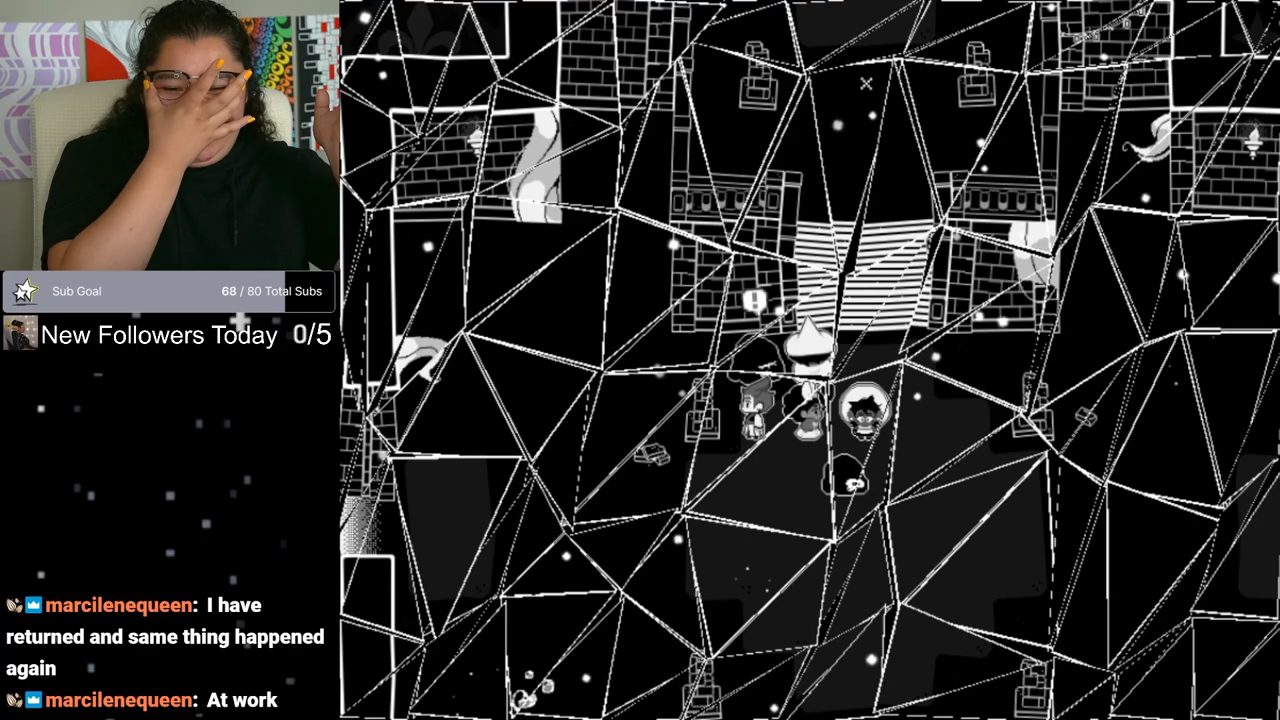 Sub Goal 68 / 80 Total Subs
New Followers Today 0/5
marcilenequeen: I have
returned and same thing happened
again
marcilenequeen: At work
!